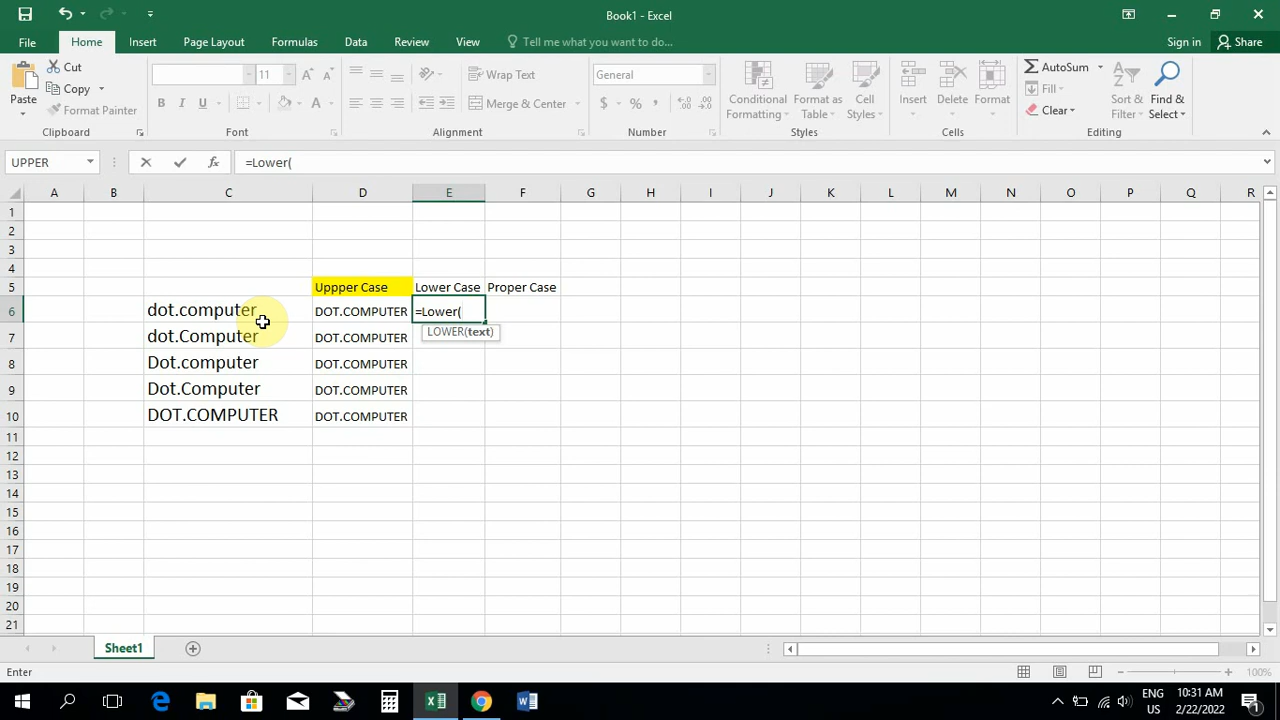 Book1 - Excel
File Home Insert Page Layout Formulas Data Review View Tell me what you want to do... Sign in Share
Paste
Cut
Copy
Format Painter
Clipboard
11
B I U A A A
Font
Wrap Text
Merge & Center
Alignment
General
$ % ,
Number
Conditional Formatting
Format as Table
Cell Styles
Styles
Insert
Delete
Format
Cells
AutoSum
Fill
Clear
Sort & Filter
Find & Select
Editing
UPPER fx =Lower(
A B C D E F G H I J K L M N O P Q R
1
2
3
4
5 Uppper Case Lower Case Proper Case
6 dot.computer DOT.COMPUTER =Lower(
LOWER(text)
7 dot.Computer DOT.COMPUTER
8 Dot.computer DOT.COMPUTER
9 Dot.Computer DOT.COMPUTER
10 DOT.COMPUTER DOT.COMPUTER
11
12
13
14
15
16
17
18
19
20
21
Sheet1
Enter 100%
ENG
US
10:31 AM
2/22/2022
1